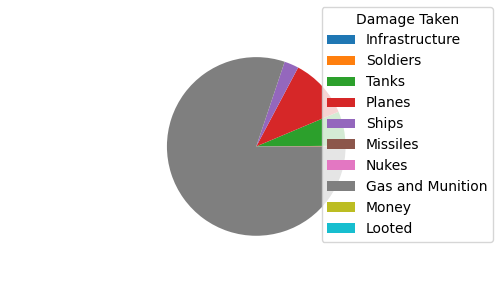 Damage Taken
Infrastructure
Soldiers
Tanks
Planes
Ships
Missiles
Nukes
Gas and Munition
Money
Looted